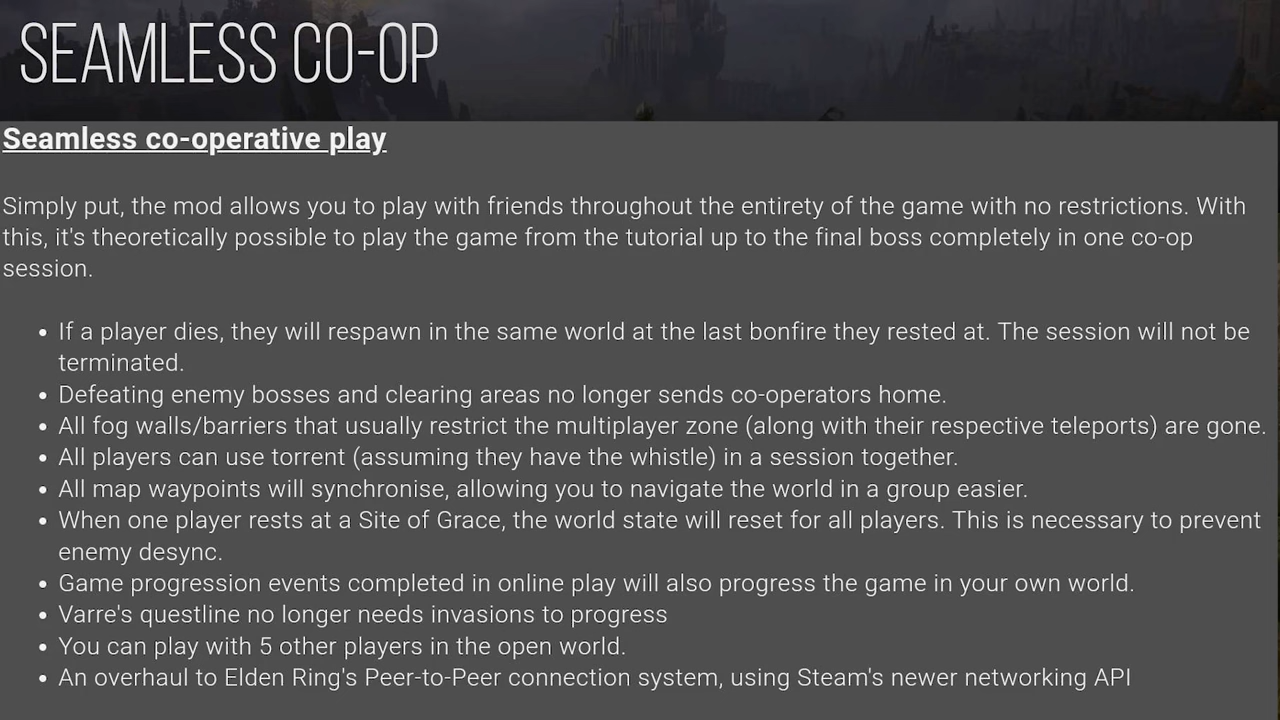 SEAMLESS CO-OP
Seamless co-operative play
Simply put, the mod allows you to play with friends throughout the entirety of the game with no restrictions. With
this, it's theoretically possible to play the game from the tutorial up to the final boss completely in one co-op
session.
• If a player dies, they will respawn in the same world at the last bonfire they rested at. The session will not be
terminated.
• Defeating enemy bosses and clearing areas no longer sends co-operators home.
• All fog walls/barriers that usually restrict the multiplayer zone (along with their respective teleports) are gone.
• All players can use torrent (assuming they have the whistle) in a session together.
• All map waypoints will synchronise, allowing you to navigate the world in a group easier.
• When one player rests at a Site of Grace, the world state will reset for all players. This is necessary to prevent
enemy desync.
• Game progression events completed in online play will also progress the game in your own world.
• Varre's questline no longer needs invasions to progress
• You can play with 5 other players in the open world.
• An overhaul to Elden Ring's Peer-to-Peer connection system, using Steam's newer networking API